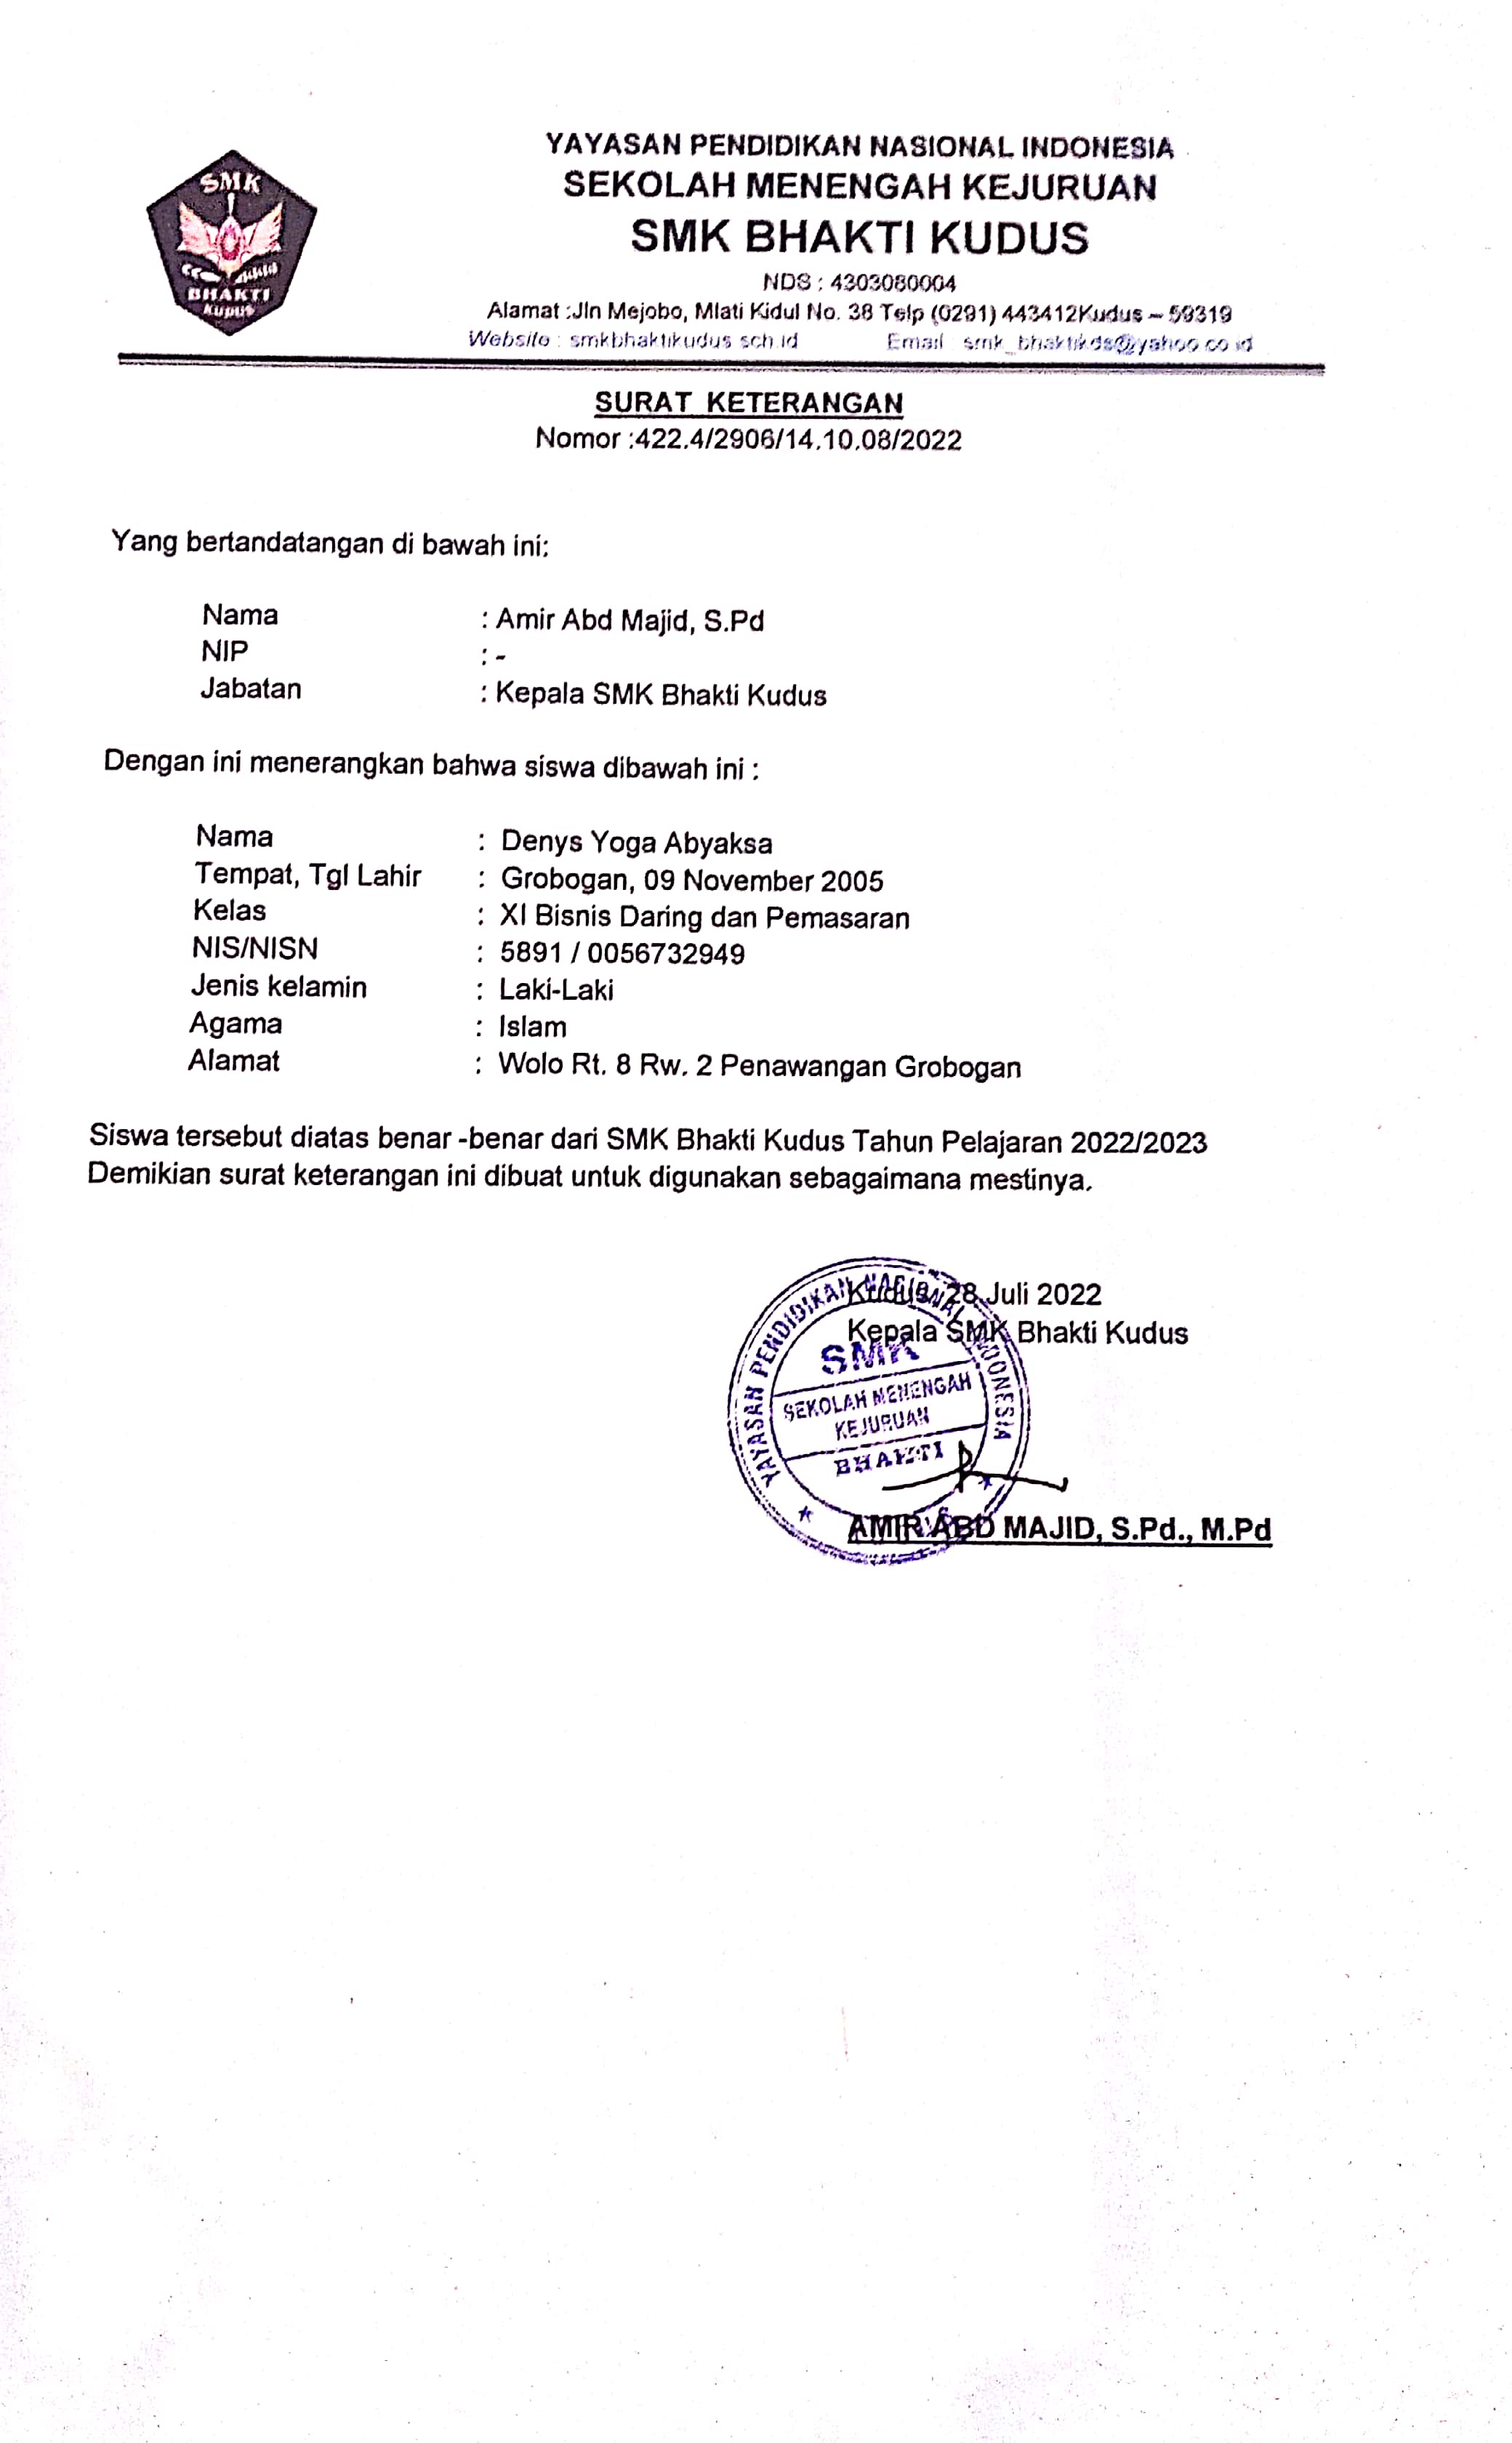 SMK
BHAKTI
KUDUS
YAYASAN PENDIDIKAN NASIONAL INDONESIA
SEKOLAH MENENGAH KEJURUAN
SMK BHAKTI KUDUS
NDS : 4303080004
Alamat :Jln Mejobo, Mlati Kidul No. 38 Telp (0291) 443412Kudus – 59319
Website : smkbhaktikudus.sch.id Email smk_bhaktikds@yahoo.co.id
SURAT KETERANGAN
Nomor :422.4/2906/14.10.08/2022
Yang bertandatangan di bawah ini:
Nama : Amir Abd Majid, S.Pd
NIP : -
Jabatan : Kepala SMK Bhakti Kudus
Dengan ini menerangkan bahwa siswa dibawah ini :
Nama : Denys Yoga Abyaksa
Tempat, Tgl Lahir : Grobogan, 09 November 2005
Kelas : XI Bisnis Daring dan Pemasaran
NIS/NISN : 5891 / 0056732949
Jenis kelamin : Laki-Laki
Agama : Islam
Alamat : Wolo Rt. 8 Rw. 2 Penawangan Grobogan
Siswa tersebut diatas benar -benar dari SMK Bhakti Kudus Tahun Pelajaran 2022/2023
Demikian surat keterangan ini dibuat untuk digunakan sebagaimana mestinya.
Kudus, 28 Juli 2022
Kepala SMK Bhakti Kudus
YAYASAN PENDIDIKAN NASIONAL INDONESIA
SMK
SEKOLAH MENENGAH
KEJURUAN
BHAKTI
AMIR ABD MAJID, S.Pd., M.Pd